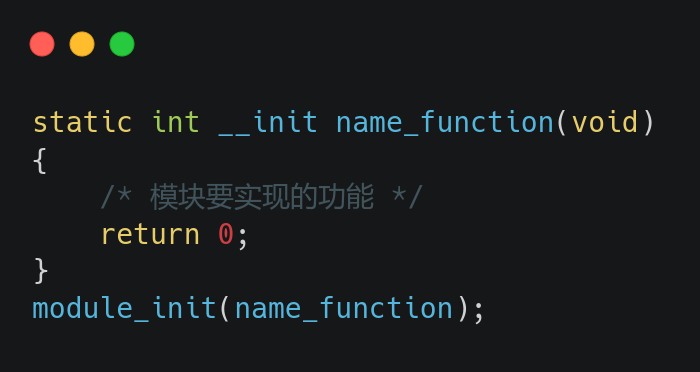 static int __init name_function(void)
{
    /* 模块要实现的功能 */
    return 0;
}
module_init(name_function);